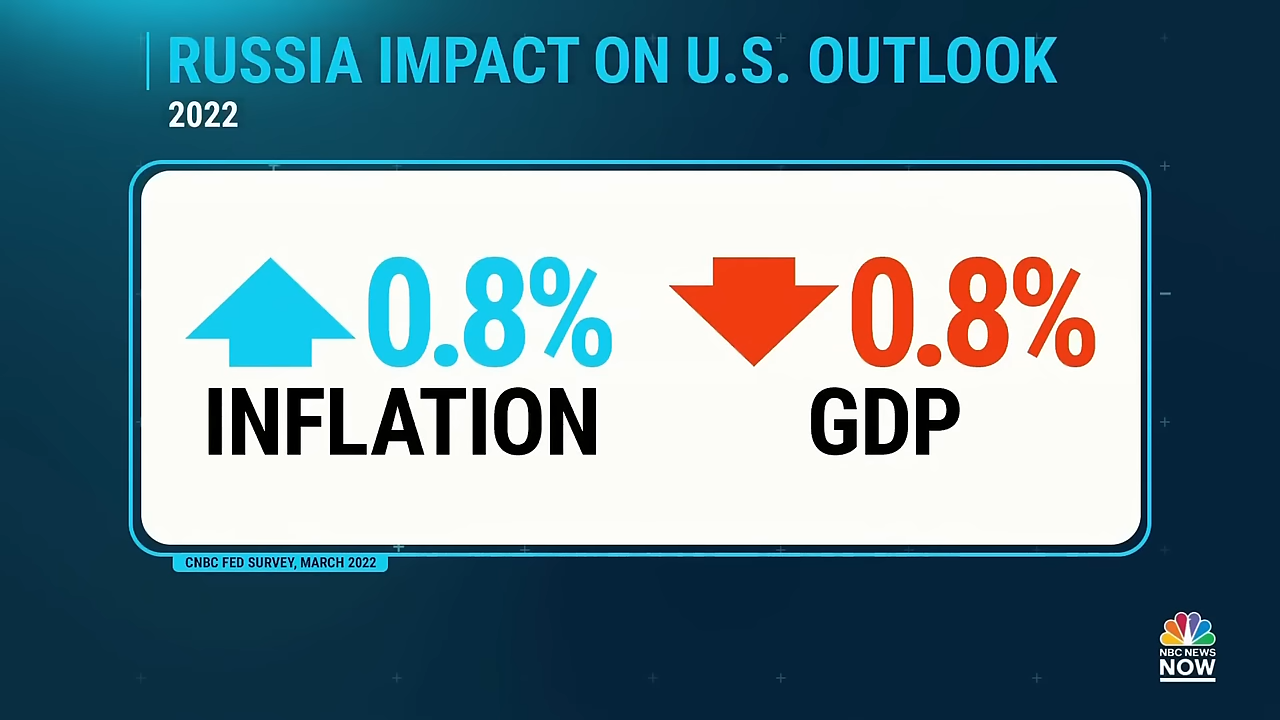 RUSSIA IMPACT ON U.S. OUTLOOK
2022
0.8%
INFLATION
0.8%
GDP
CNBC FED SURVEY, MARCH 2022
NBC NEWS
NOW